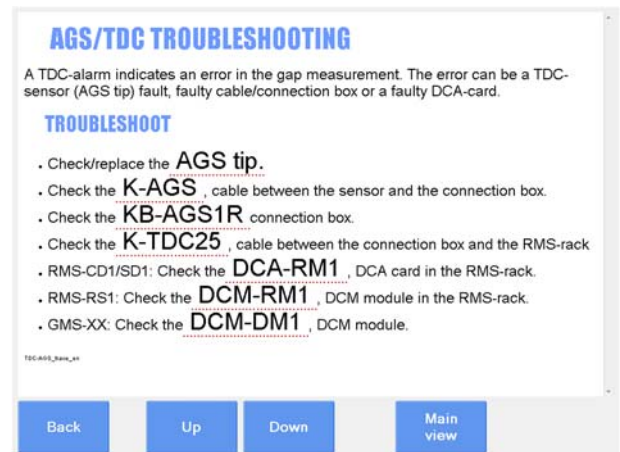 AGS/TDC TROUBLESHOOTING
A TDC-alarm indicates an error in the gap measurement. The error can be a TDC-
sensor (AGS tip) fault, faulty cable/connection box or a faulty DCA-card.
TROUBLESHOOT
. Check/replace the AGS tip.
. Check the K-AGS , cable between the sensor and the connection box.
. Check the KB-AGS1R connection box.
. Check the K-TDC25 , cable between the connection box and the RMS-rack
. RMS-CD1/SD1: Check the DCA-RM1 , DCA card in the RMS-rack.
. RMS-RS1: Check the DCM-RM1 , DCM module in the RMS-rack.
. GMS-XX: Check the DCM-DM1 , DCM module.
Back
Up
Down
Main
view